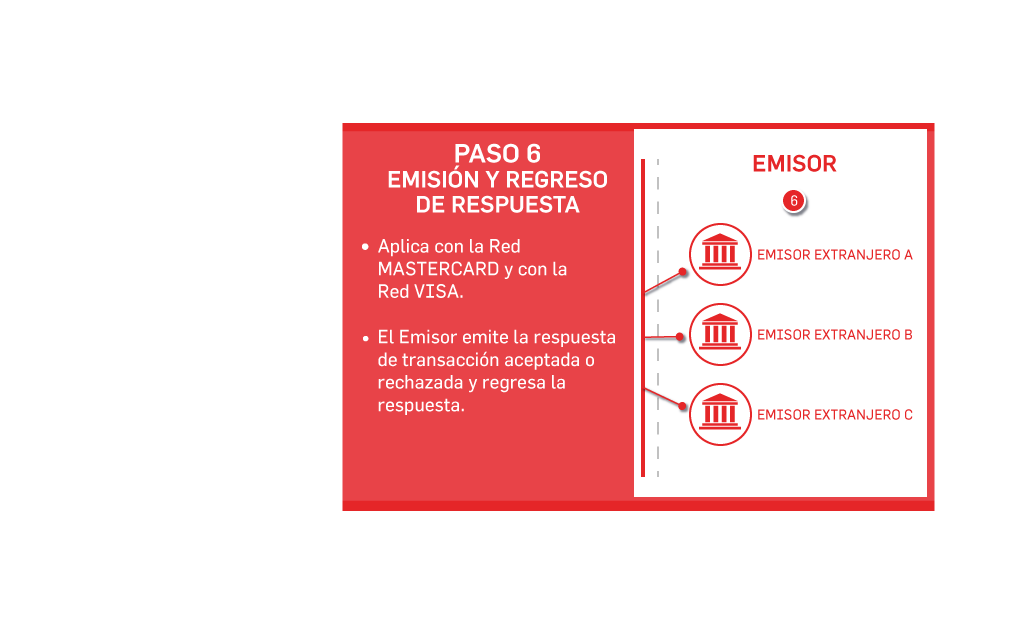 PASO 6
EMISIÓN Y REGRESO
DE RESPUESTA
• Aplica con la Red
MASTERCARD y con la
Red VISA.
• El Emisor emite la respuesta
de transacción aceptada o
rechazada y regresa la
respuesta.
EMISOR
6
EMISOR EXTRANJERO A
EMISOR EXTRANJERO B
EMISOR EXTRANJERO C